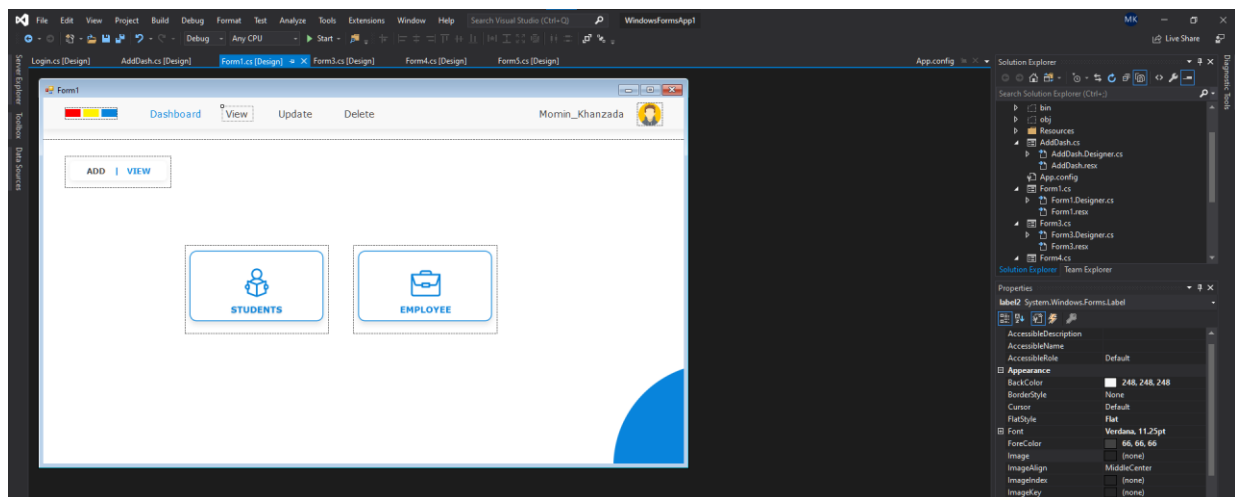 File Edit View Project Build Debug Format Test Analyze Tools Extensions Window Help Search Visual Studio (Ctrl+Q) WindowsFormsApp1 MK
Debug Any CPU Start Live Share
Server Explorer
Toolbox
Data Sources
Login.cs [Design] AddDash.cs [Design] Form1.cs [Design] Form3.cs [Design] Form4.cs [Design] Form5.cs [Design] App.config
Form1
Dashboard View Update Delete Momin_Khanzada
ADD | VIEW
STUDENTS EMPLOYEE
Solution Explorer
Search Solution Explorer (Ctrl+;)
bin
obj
Resources
AddDash.cs
AddDash.Designer.cs
AddDash.resx
App.config
Form1.cs
Form1.Designer.cs
Form1.resx
Form3.cs
Form3.Designer.cs
Form3.resx
Form4.cs
Solution Explorer Team Explorer
Properties
label2 System.Windows.Forms.Label
AccessibleDescription
AccessibleName
AccessibleRole Default
Appearance
BackColor 248, 248, 248
BorderStyle None
Cursor Default
FlatStyle Flat
Font Verdana, 11.25pt
ForeColor 66, 66, 66
Image (none)
ImageAlign MiddleCenter
ImageIndex (none)
ImageKey (none)
Diagnostic Tools